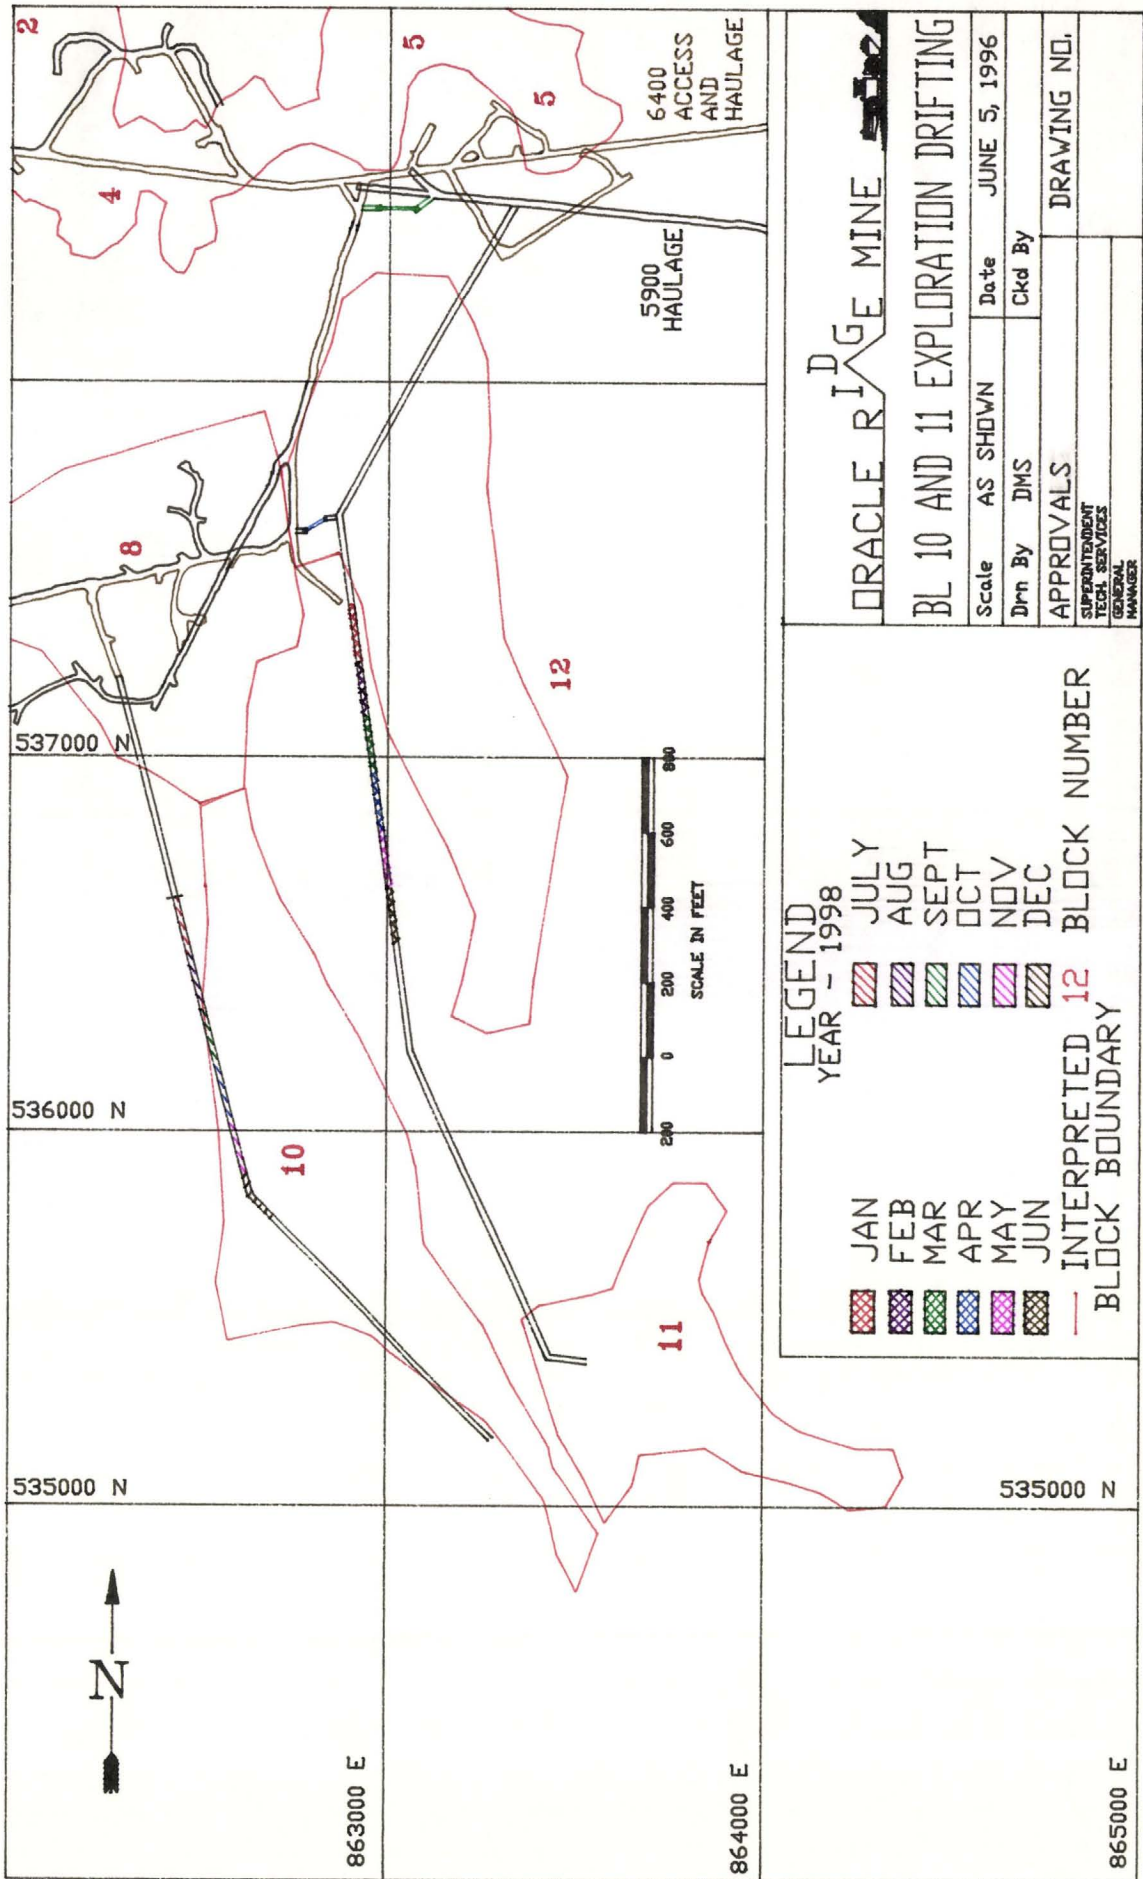 2
4
5
5
6400
ACCESS
AND
HAULAGE
5900
HAULAGE
8
12
537000 N
536000 N
10
11
535000 N
535000 N
N
863000 E
864000 E
865000 E
200 0 200 400 600 800
SCALE IN FEET
LEGEND
YEAR - 1998
JAN
FEB
MAR
APR
MAY
JUN
JULY
AUG
SEPT
OCT
NOV
DEC
INTERPRETED 12 BLOCK NUMBER
BLOCK BOUNDARY
ORACLE RIDGE MINE
BL 10 AND 11 EXPLORATION DRIFTING
Scale AS SHOWN Date JUNE 5, 1996
Drn By DMS Ckd By
APPROVALS DRAWING NO.
SUPERINTENDENT
TECH. SERVICES
GENERAL
MANAGER